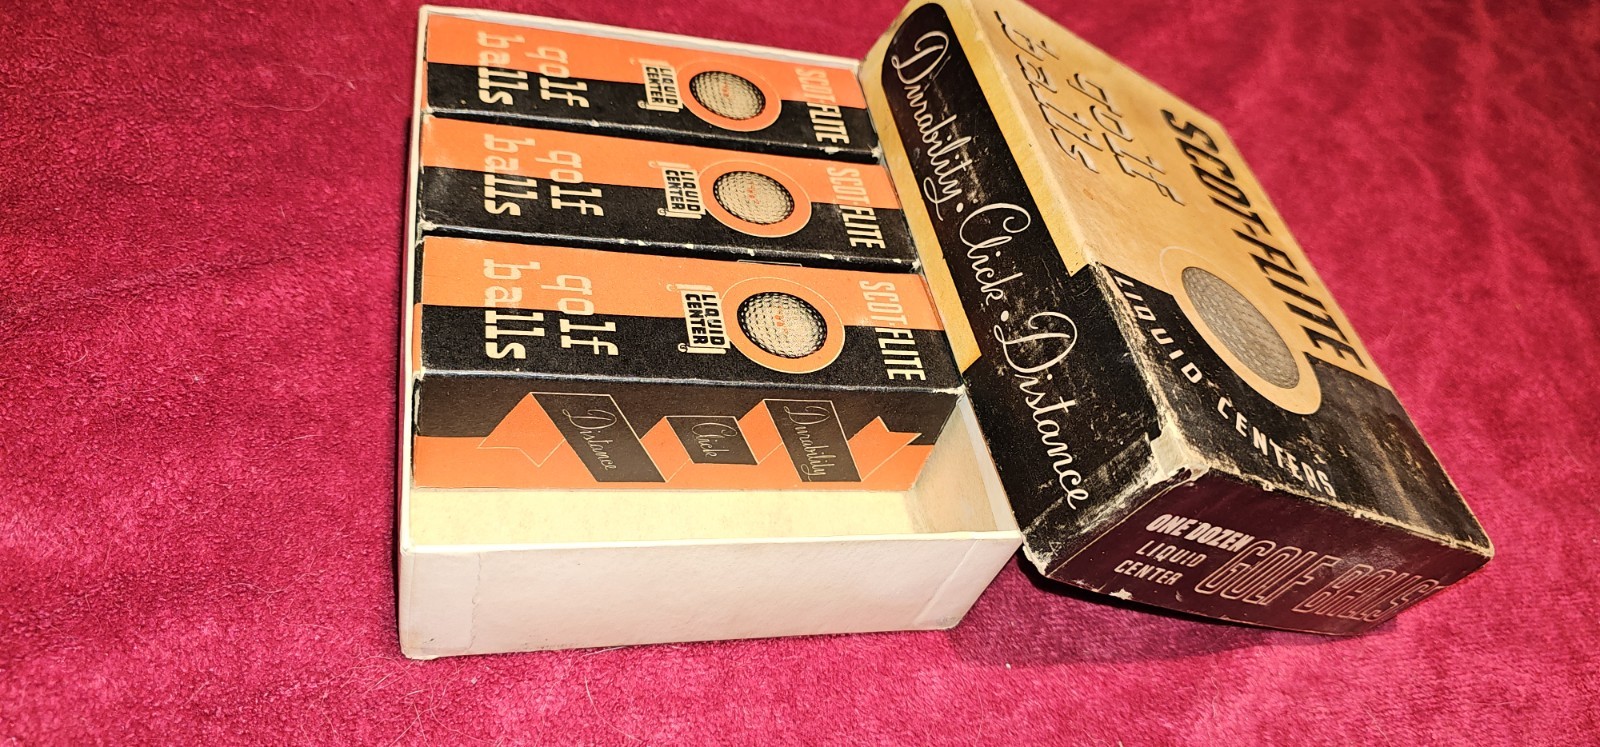 SCOT-FLITE
golf
balls
LIQUID
CENTER
SCOT-FLITE
golf
balls
LIQUID
CENTER
SCOT-FLITE
golf
balls
LIQUID
CENTER
Distance
Click
Durability
SCOT-FLITE
golf
balls
LIQUID CENTERS
Durability · Click · Distance
ONE DOZEN
LIQUID
CENTER
GOLF BALLS